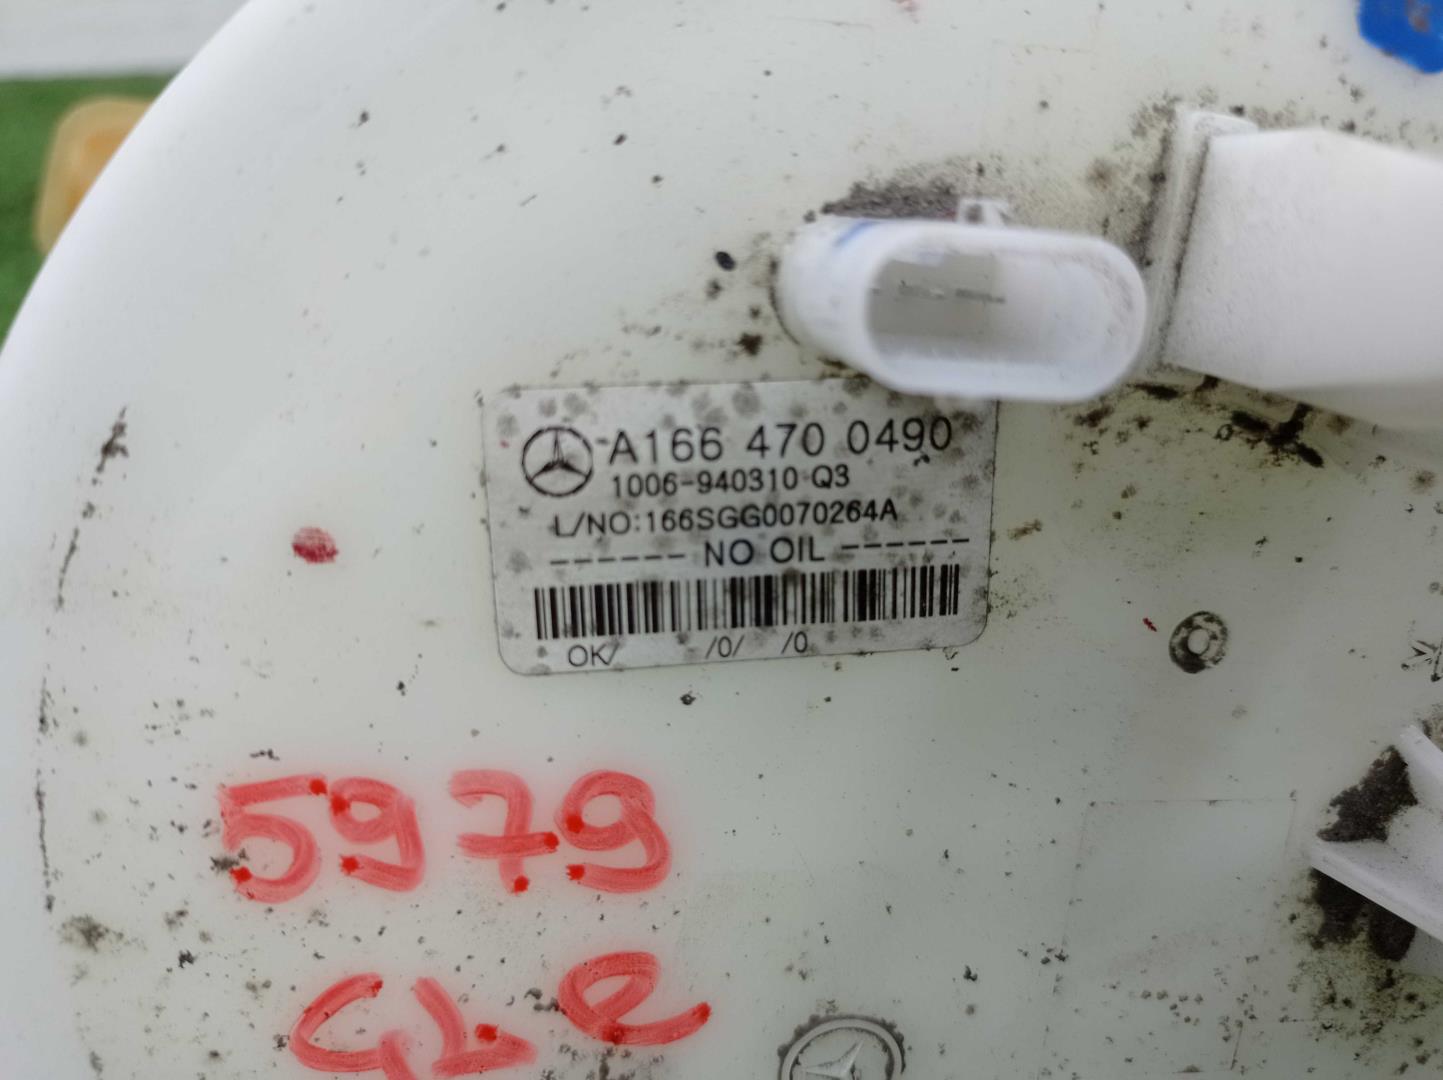 A166 470 0490
1006-940310 Q3
L/NO:166SGG0070264A
------ NO OIL ------
OK/ /0/ /0
5979
GLe